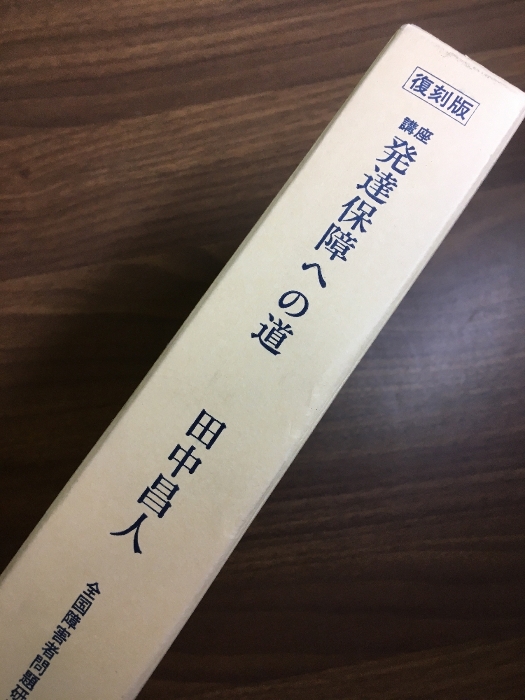 復刻版
講座
発達保障への道
田中昌人
全国障害者問題研